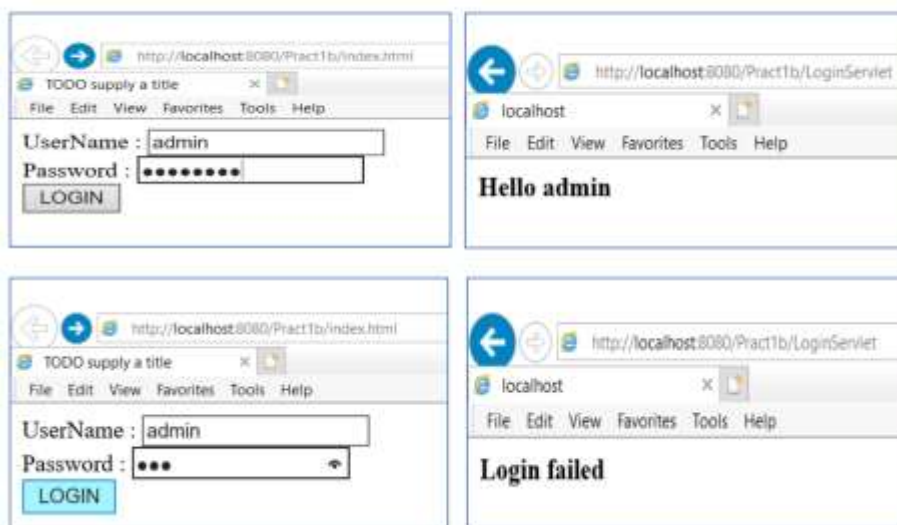 http://localhost:8080/Pract1b/index.html
TODO supply a title
File Edit View Favorites Tools Help
UserName : admin
Password : ●●●●●●●●
LOGIN
http://localhost:8080/Pract1b/LoginServlet
localhost
File Edit View Favorites Tools Help
Hello admin
http://localhost:8080/Pract1b/index.html
TODO supply a title
File Edit View Favorites Tools Help
UserName : admin
Password : ●●●
LOGIN
http://localhost:8080/Pract1b/LoginServlet
localhost
File Edit View Favorites Tools Help
Login failed